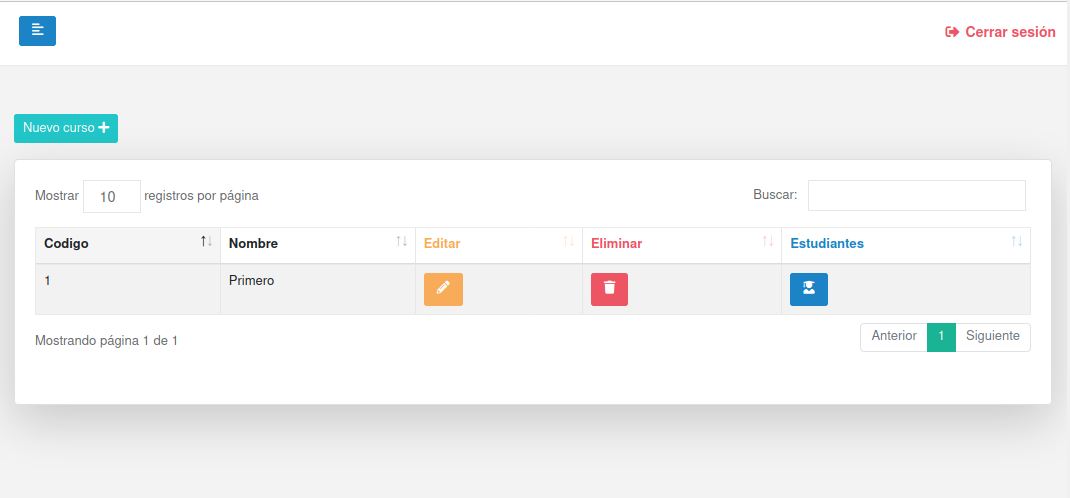 Cerrar sesión
Nuevo curso
Mostrar 10 registros por página Buscar:
Codigo Nombre Editar Eliminar Estudiantes
1 Primero
Mostrando página 1 de 1 Anterior 1 Siguiente